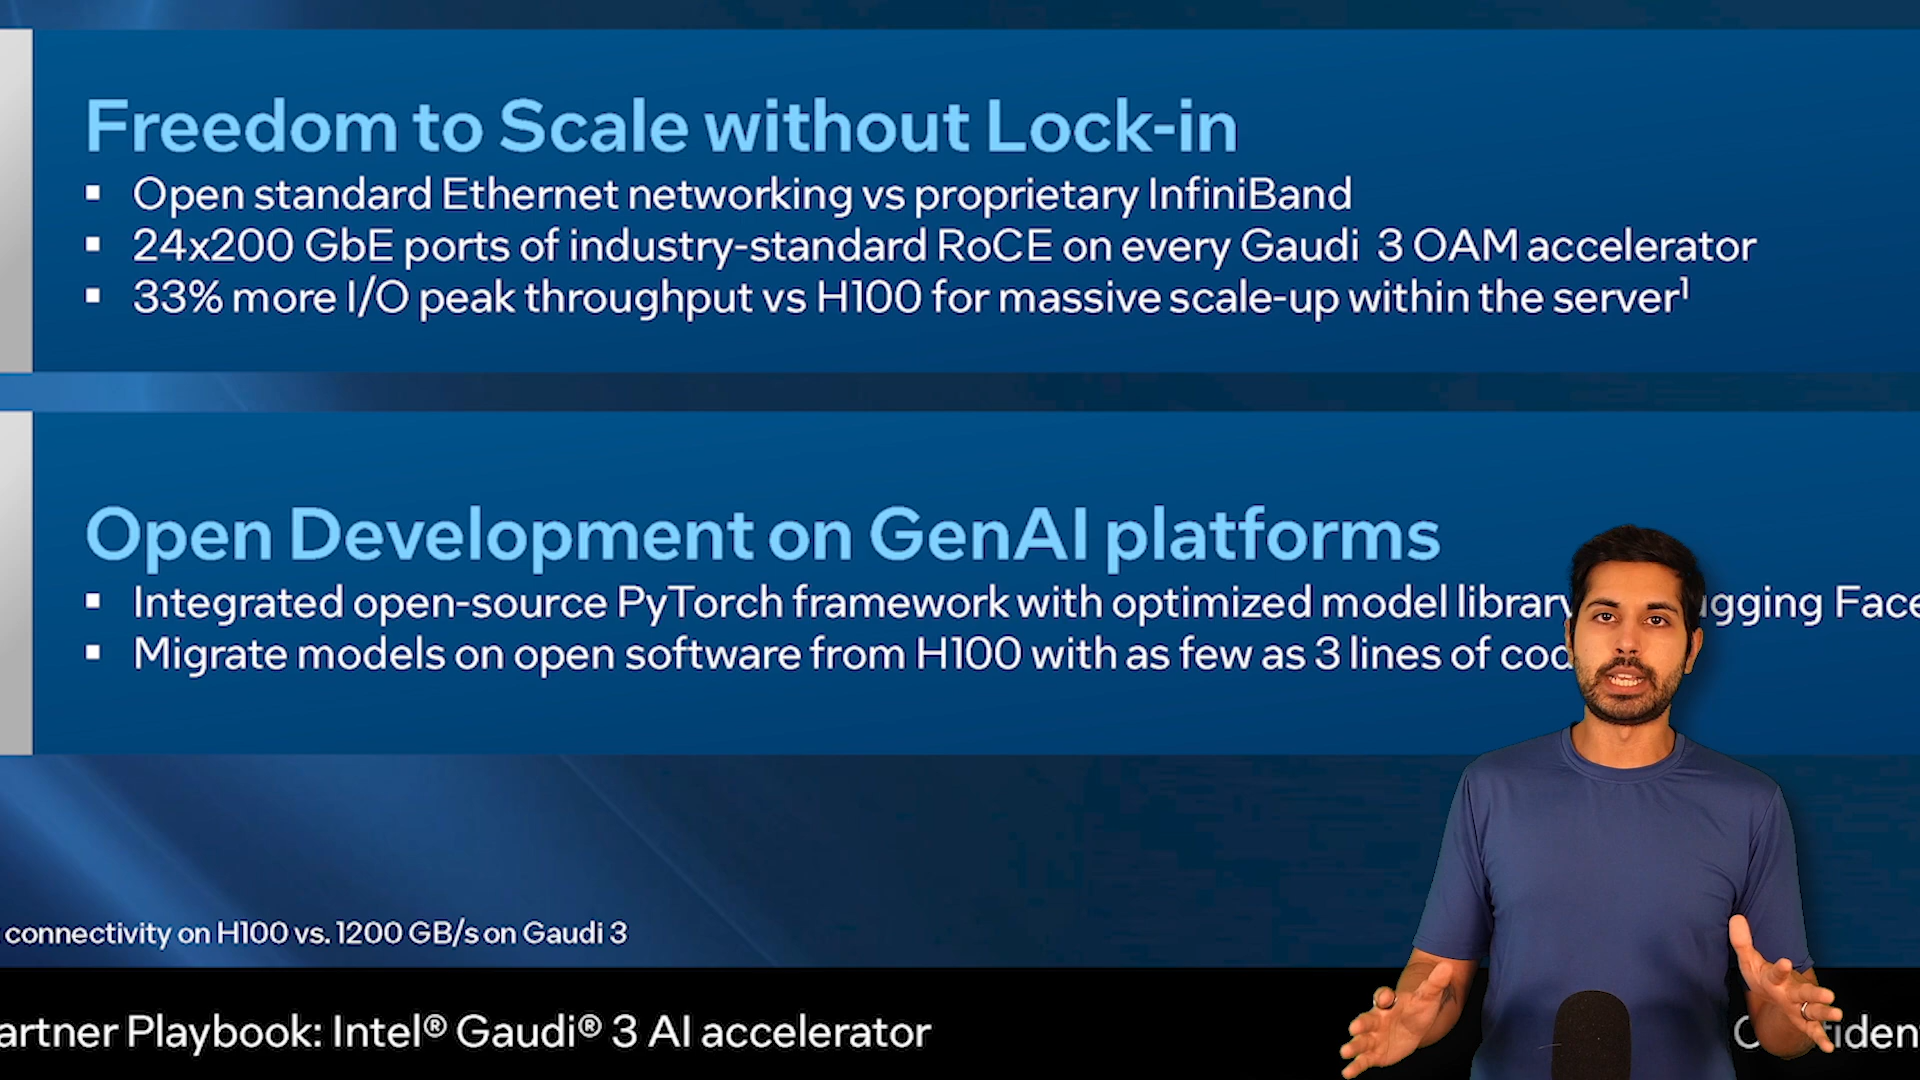 Freedom to Scale without Lock-in
▪ Open standard Ethernet networking vs proprietary InfiniBand
▪ 24x200 GbE ports of industry-standard RoCE on every Gaudi 3 OAM accelerator
▪ 33% more I/O peak throughput vs H100 for massive scale-up within the server¹
Open Development on GenAI platforms
▪ Integrated open-source PyTorch framework with optimized model library Face
▪ Migrate models on open software from H100 with as few as 3 lines of
connectivity on H100 vs. 1200 GB/s on Gaudi 3
Playbook: Intel® Gaudi® 3 AI accelerator